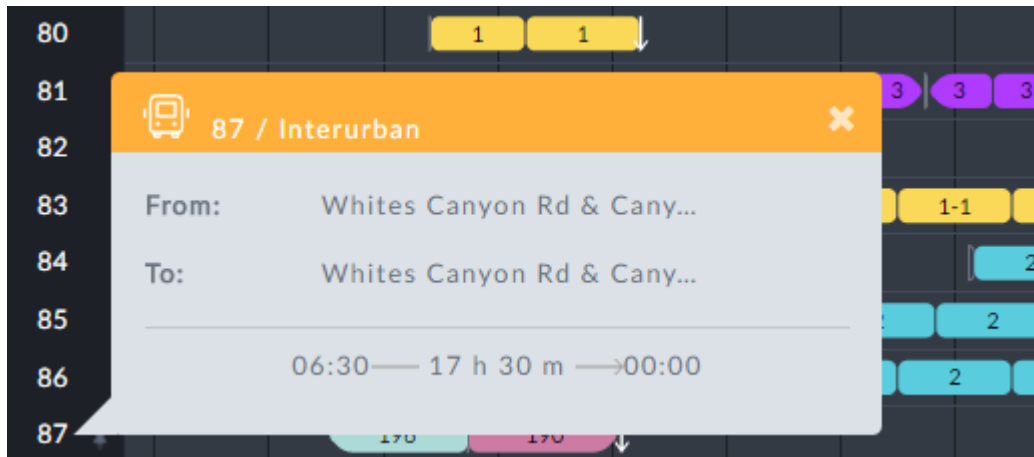 80 1 1
81 3 3 3
87 / Interurban
82
From: Whites Canyon Rd & Cany...
83 1-1
84 2
To: Whites Canyon Rd & Cany...
85 2
06:30 17 h 30 m 00:00
86 2
87